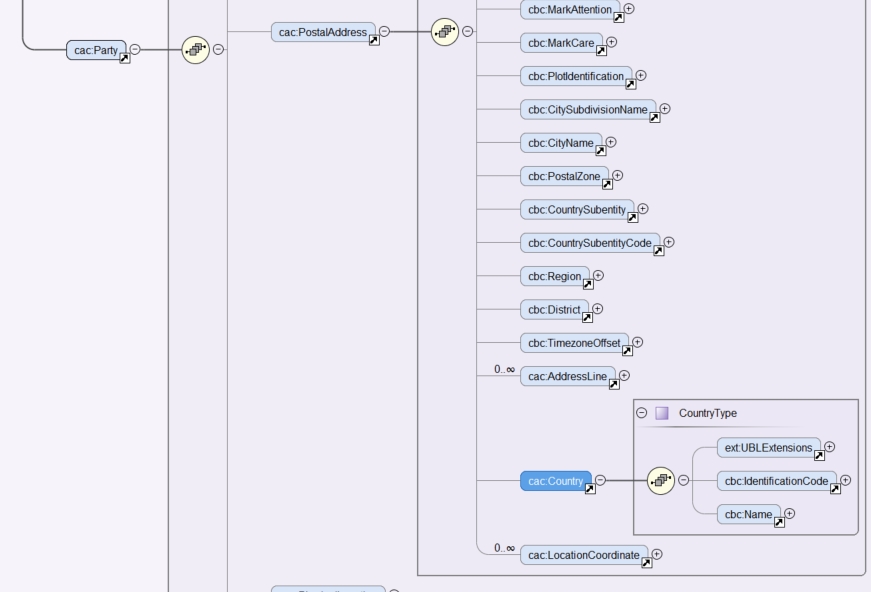 cbc:MarkAttention
cac:PostalAddress
cbc:MarkCare
cac:Party
cbc:PlotIdentification
cbc:CitySubdivisionName
cbc:CityName
cbc:PostalZone
cbc:CountrySubentity
cbc:CountrySubentityCode
cbc:Region
cbc:District
cbc:TimezoneOffset
0..∞
cac:AddressLine
CountryType
ext:UBLExtensions
cac:Country
cbc:IdentificationCode
cbc:Name
0..∞
cac:LocationCoordinate